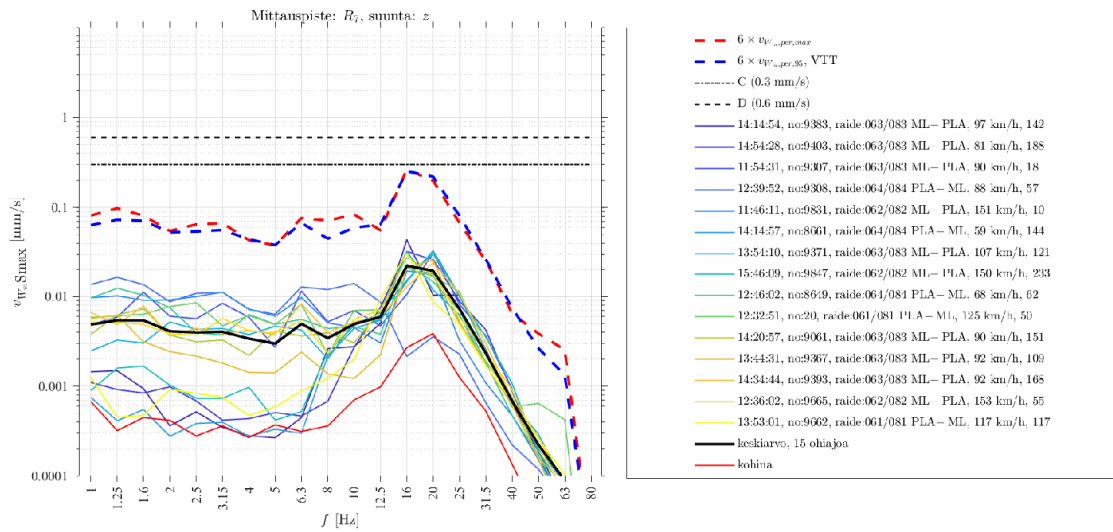 Mittauspiste: R7, suunta: z
6 × vWm,per,max
6 × vWm,per,95, VTT
C (0.3 mm/s)
D (0.6 mm/s)
14:14:54, no:9383, raide:063/083 ML−PLA, 97 km/h, 142
14:54:28, no:9403, raide:063/083 ML−PLA, 81 km/h, 188
11:54:31, no:9307, raide:063/083 ML−PLA, 90 km/h, 18
12:39:52, no:9308, raide:064/084 PLA−ML, 88 km/h, 57
11:46:11, no:9831, raide:062/082 ML−PLA, 151 km/h, 10
14:14:57, no:8661, raide:064/084 PLA−ML, 59 km/h, 144
13:54:10, no:9371, raide:063/083 ML−PLA, 107 km/h, 121
15:46:09, no:9847, raide:062/082 ML−PLA, 150 km/h, 233
12:46:02, no:8649, raide:064/084 PLA−ML, 68 km/h, 62
12:32:51, no:20, raide:061/081 PLA−ML, 125 km/h, 50
14:20:57, no:9061, raide:063/083 ML−PLA, 90 km/h, 151
13:44:31, no:9367, raide:063/083 ML−PLA, 92 km/h, 109
14:34:44, no:9393, raide:063/083 ML−PLA, 92 km/h, 168
12:36:02, no:9665, raide:062/082 ML−PLA, 153 km/h, 55
13:53:01, no:9662, raide:061/081 PLA−ML, 117 km/h, 117
keskiarvo, 15 ohiajoa
kohina
vWmSmax [mm/s]
1
0.1
0.01
0.001
0.0001
1 1.25 1.6 2 2.5 3.15 4 5 6.3 8 10 12.5 16 20 25 31.5 40 50 63 80
f [Hz]